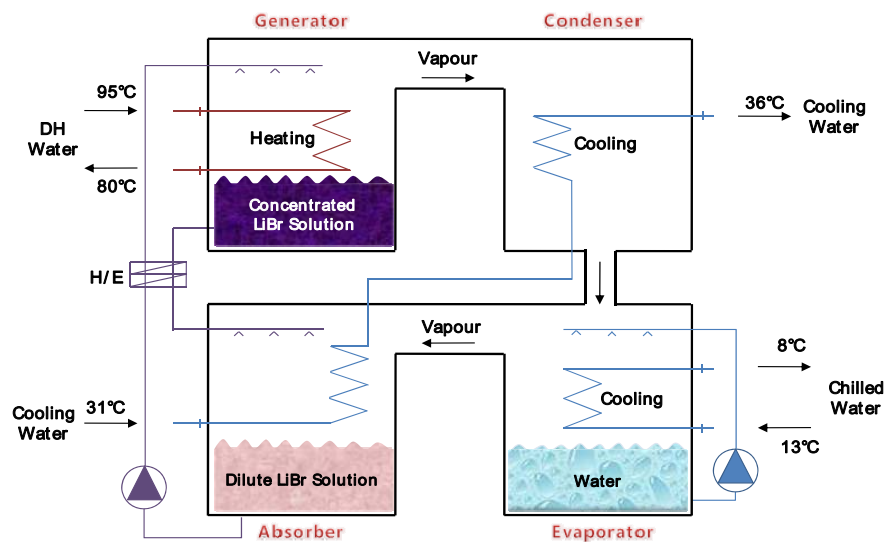 Generator
Condenser
Vapour
95℃
DH
Water
80℃
Heating
Concentrated
LiBr Solution
Cooling
36℃
Cooling
Water
H/E
Vapour
Cooling
Water
31℃
Dilute LiBr Solution
Cooling
Water
8℃
Chilled
Water
13℃
Absorber
Evaporator